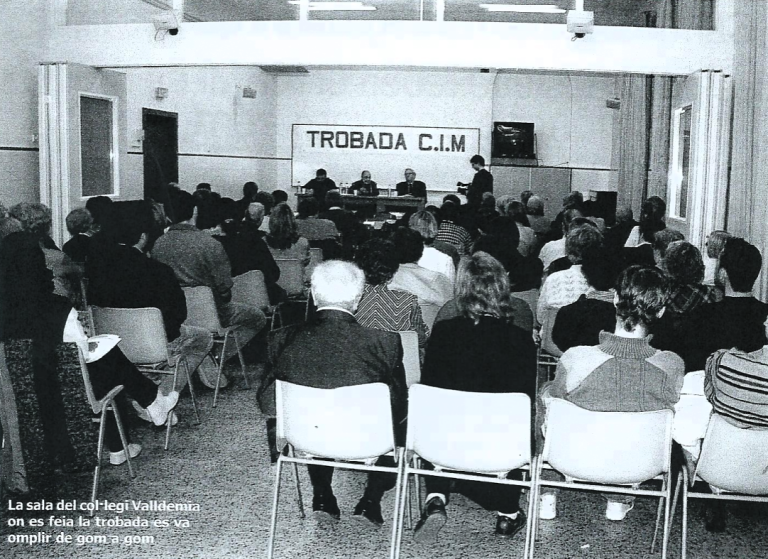 TROBADA C.I.M
La sala del col·legi Valldemia
on es feia la trobada es va
omplir de gom a gom